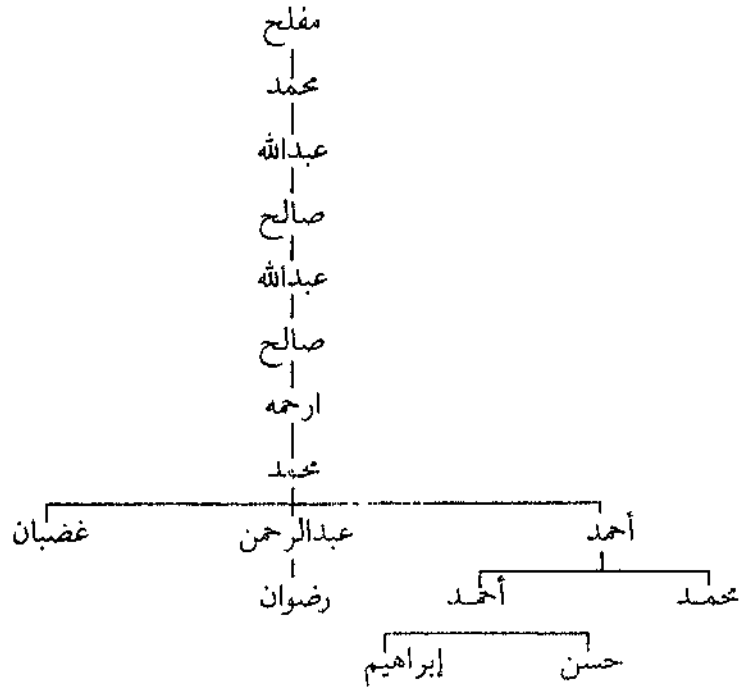 مفلح
محمد
عبدالله
صالح
عبدالله
صالح
ارحمه
محمد
أحمد عبدالرحمن غضبان
محمد أحمد رضوان
حسن إبراهيم